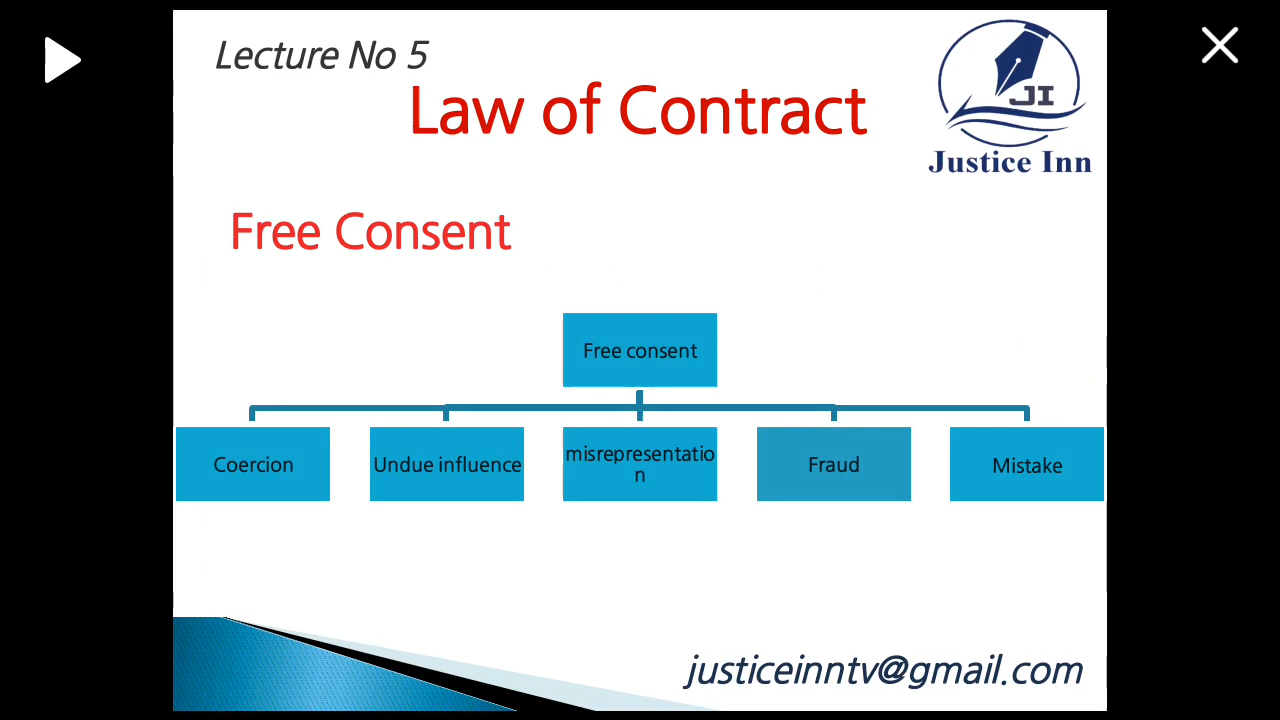 Lecture No 5
Law of Contract
JI
Justice Inn
Free Consent
Free consent
Coercion
Undue influence
misrepresentatio
n
Fraud
Mistake
justiceinntv@gmail.com